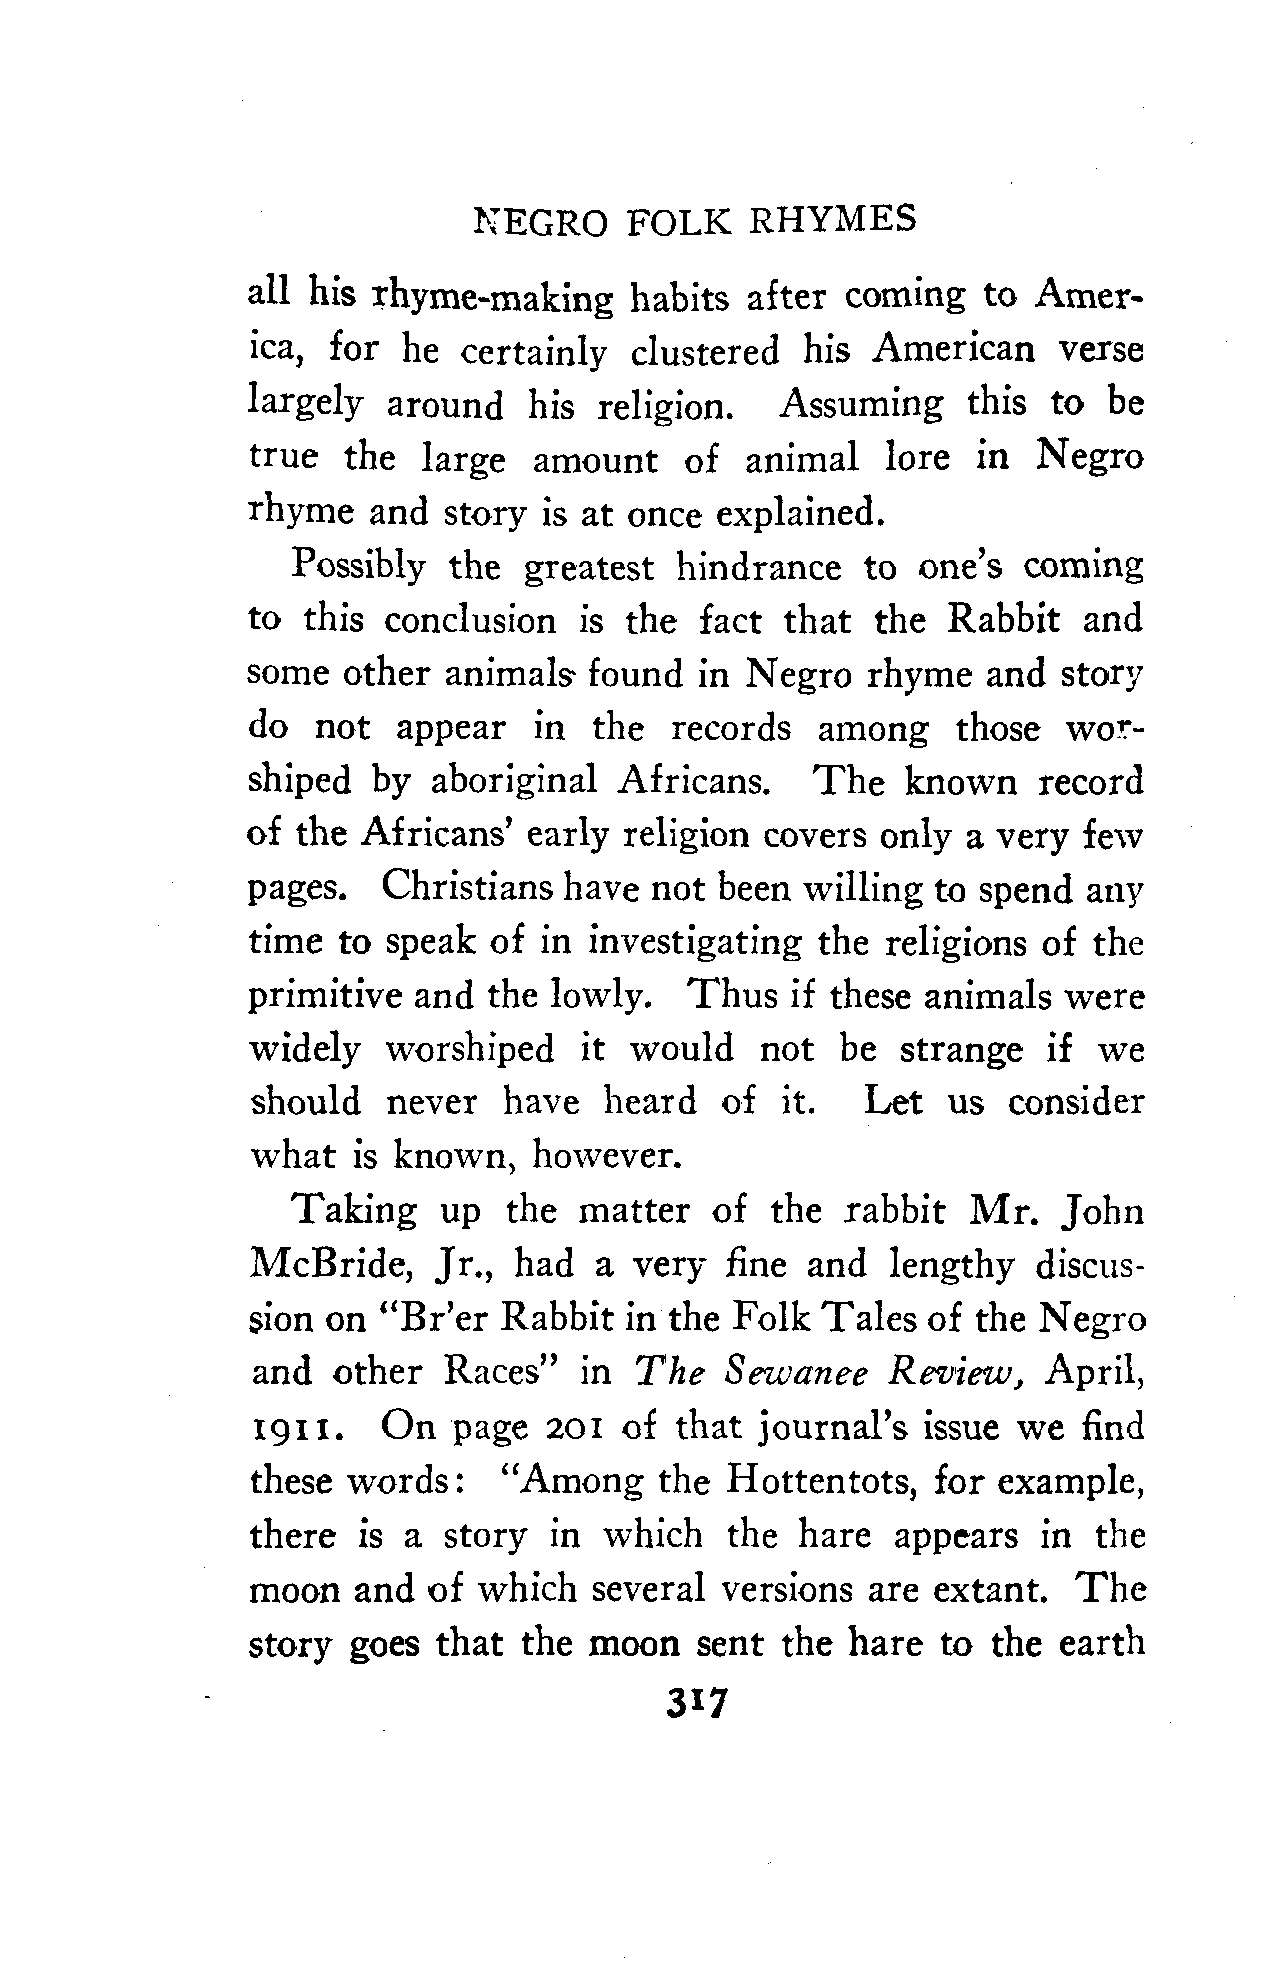 NEGRO FOLK RHYMES
all his rhyme-making habits after coming to Amer-
ica, for he certainly clustered his American verse
largely around his religion. Assuming this to be
true the large amount of animal lore in Negro
rhyme and story is at once explained.
Possibly the greatest hindrance to one's coming
to this conclusion is the fact that the Rabbit and
some other animals found in Negro rhyme and story
do not appear in the records among those wor-
shiped by aboriginal Africans. The known record
of the Africans' early religion covers only a very few
pages. Christians have not been willing to spend any
time to speak of in investigating the religions of the
primitive and the lowly. Thus if these animals were
widely worshiped it would not be strange if we
should never have heard of it. Let us consider
what is known, however.
Taking up the matter of the rabbit Mr. John
McBride, Jr., had a very fine and lengthy discus-
sion on "Br'er Rabbit in the Folk Tales of the Negro
and other Races" in The Sewanee Review, April,
1911. On page 201 of that journal's issue we find
these words: "Among the Hottentots, for example,
there is a story in which the hare appears in the
moon and of which several versions are extant. The
story goes that the moon sent the hare to the earth
317